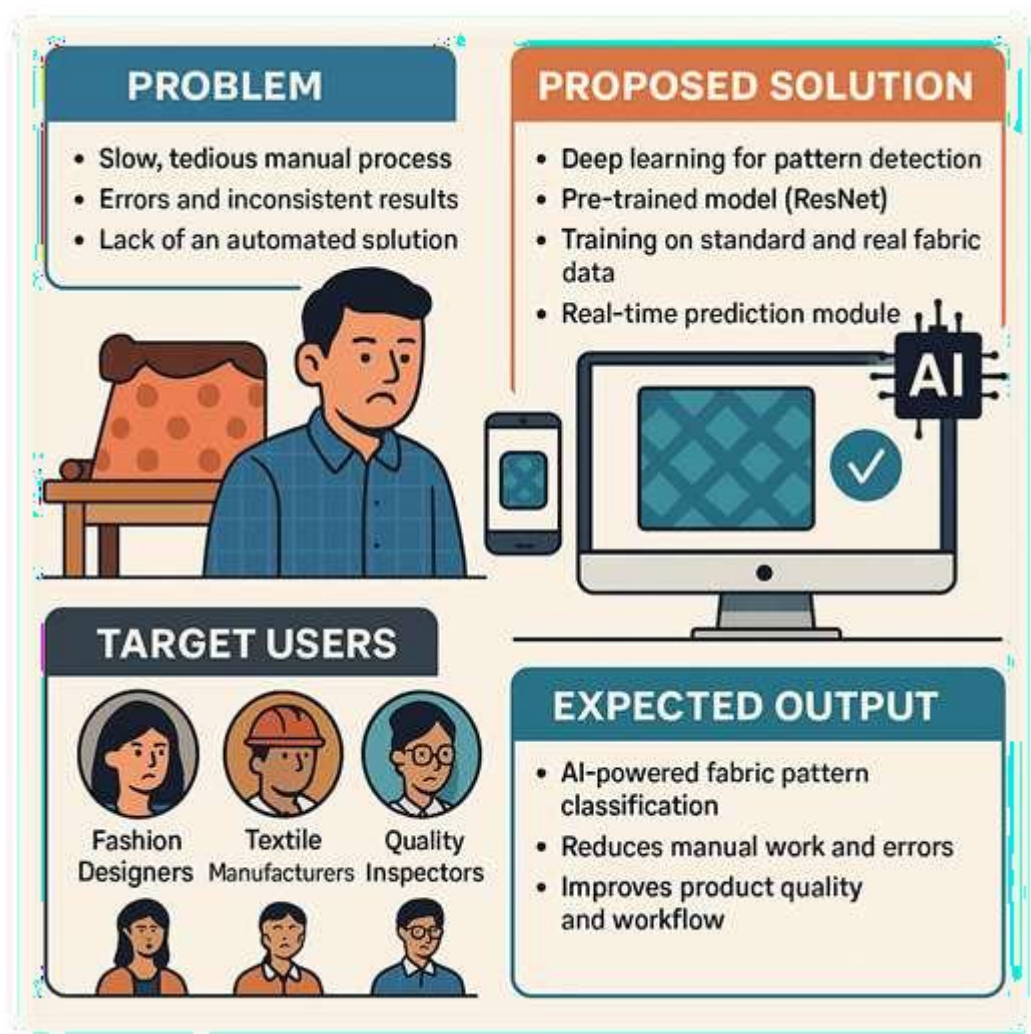 PROBLEM
• Slow, tedious manual process
• Errors and inconsistent results
• Lack of an automated splution
PROPOSED SOLUTION
• Deep learning for pattern detection
• Pre-trained model (ResNet)
• Training on standard and real fabric
data
• Real-time prediction module
AI
TARGET USERS
Fashion
Designers
Textile
Manufacturers
Quality
Inspectors
EXPECTED OUTPUT
• AI-powered fabric pattern
classification
• Reduces manual work and errors
• Improves product quality
and workflow